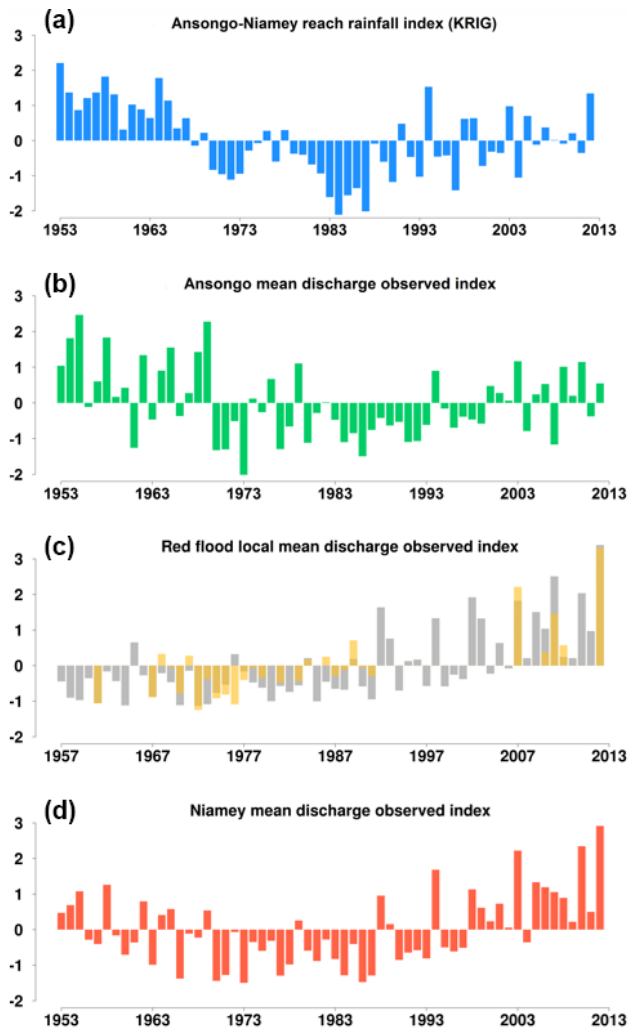 (a)
Ansongo-Niamey reach rainfall index (KRIG)
3
2
1
0
-1
-2
1953 1963 1973 1983 1993 2003 2013
(b)
Ansongo mean discharge observed index
3
2
1
0
-1
-2
1953 1963 1973 1983 1993 2003 2013
(c)
Red flood local mean discharge observed index
3
2
1
0
-1
-2
1957 1967 1977 1987 1997 2007 2013
(d)
Niamey mean discharge observed index
3
2
1
0
-1
-2
1953 1963 1973 1983 1993 2003 2013